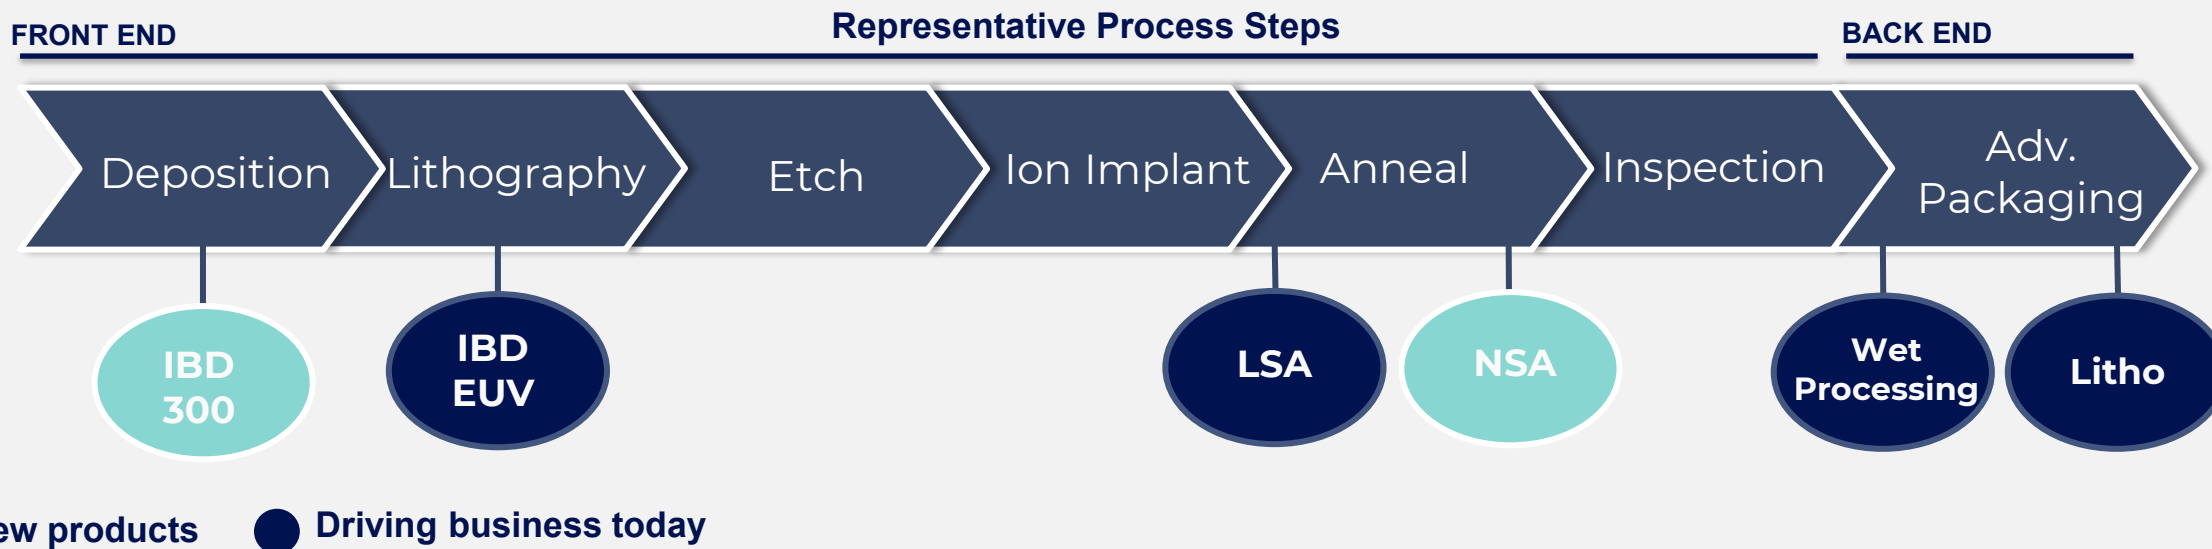 FRONT END
Representative Process Steps
BACK END
Deposition
Lithography
Etch
Ion Implant
Anneal
Inspection
Adv.
Packaging
IBD
300
IBD
EUV
LSA
NSA
Wet
Processing
Litho
products
Driving business today